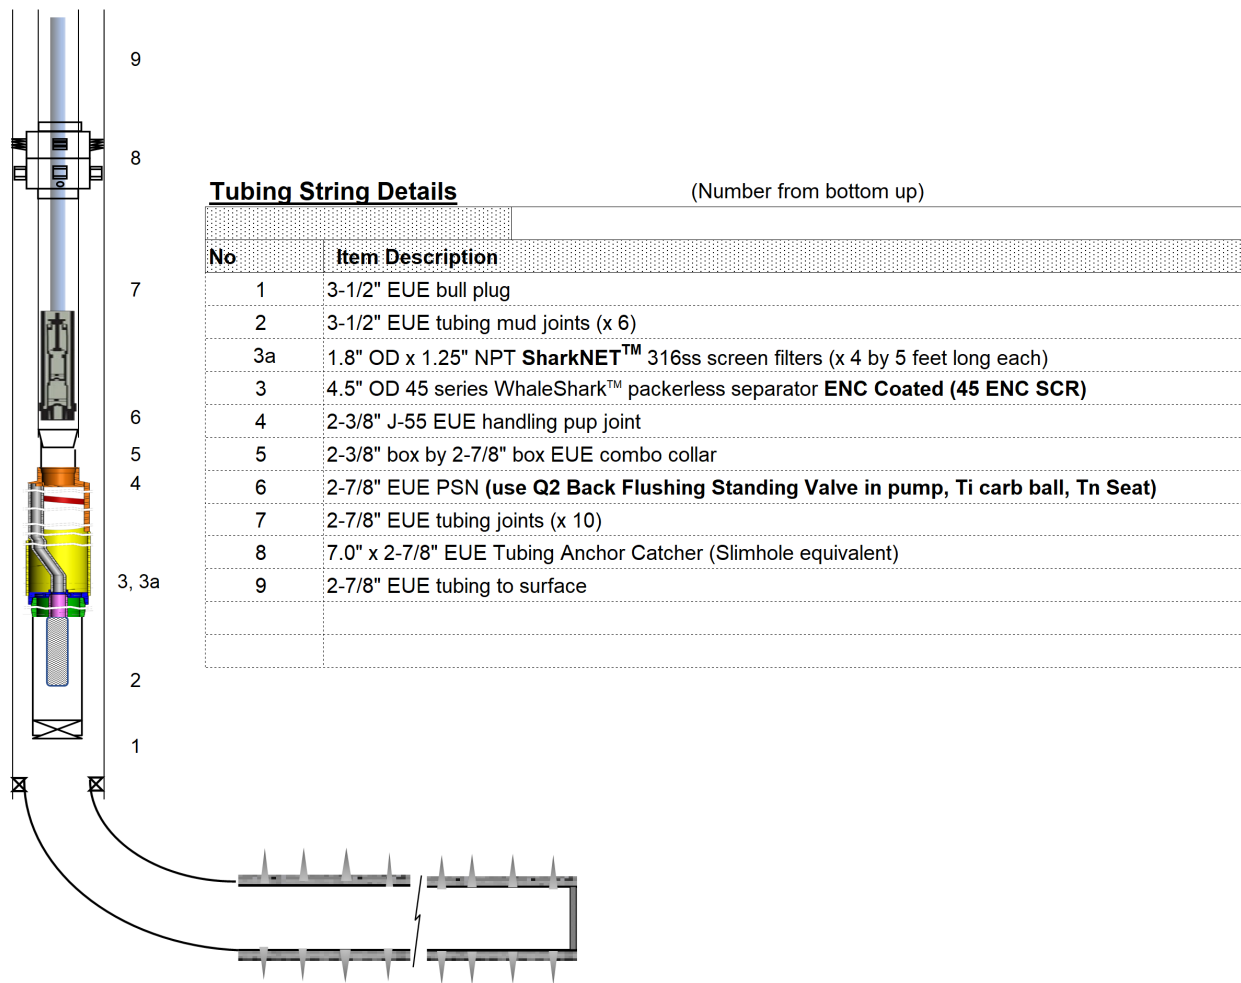 9
8
7
6
5
4
3, 3a
2
1
Tubing String Details (Number from bottom up)
No Item Description
1 3-1/2" EUE bull plug
2 3-1/2" EUE tubing mud joints (x 6)
3a 1.8" OD x 1.25" NPT SharkNET™ 316ss screen filters (x 4 by 5 feet long each)
3 4.5" OD 45 series WhaleShark™ packerless separator ENC Coated (45 ENC SCR)
4 2-3/8" J-55 EUE handling pup joint
5 2-3/8" box by 2-7/8" box EUE combo collar
6 2-7/8" EUE PSN (use Q2 Back Flushing Standing Valve in pump, Ti carb ball, Tn Seat)
7 2-7/8" EUE tubing joints (x 10)
8 7.0" x 2-7/8" EUE Tubing Anchor Catcher (Slimhole equivalent)
9 2-7/8" EUE tubing to surface